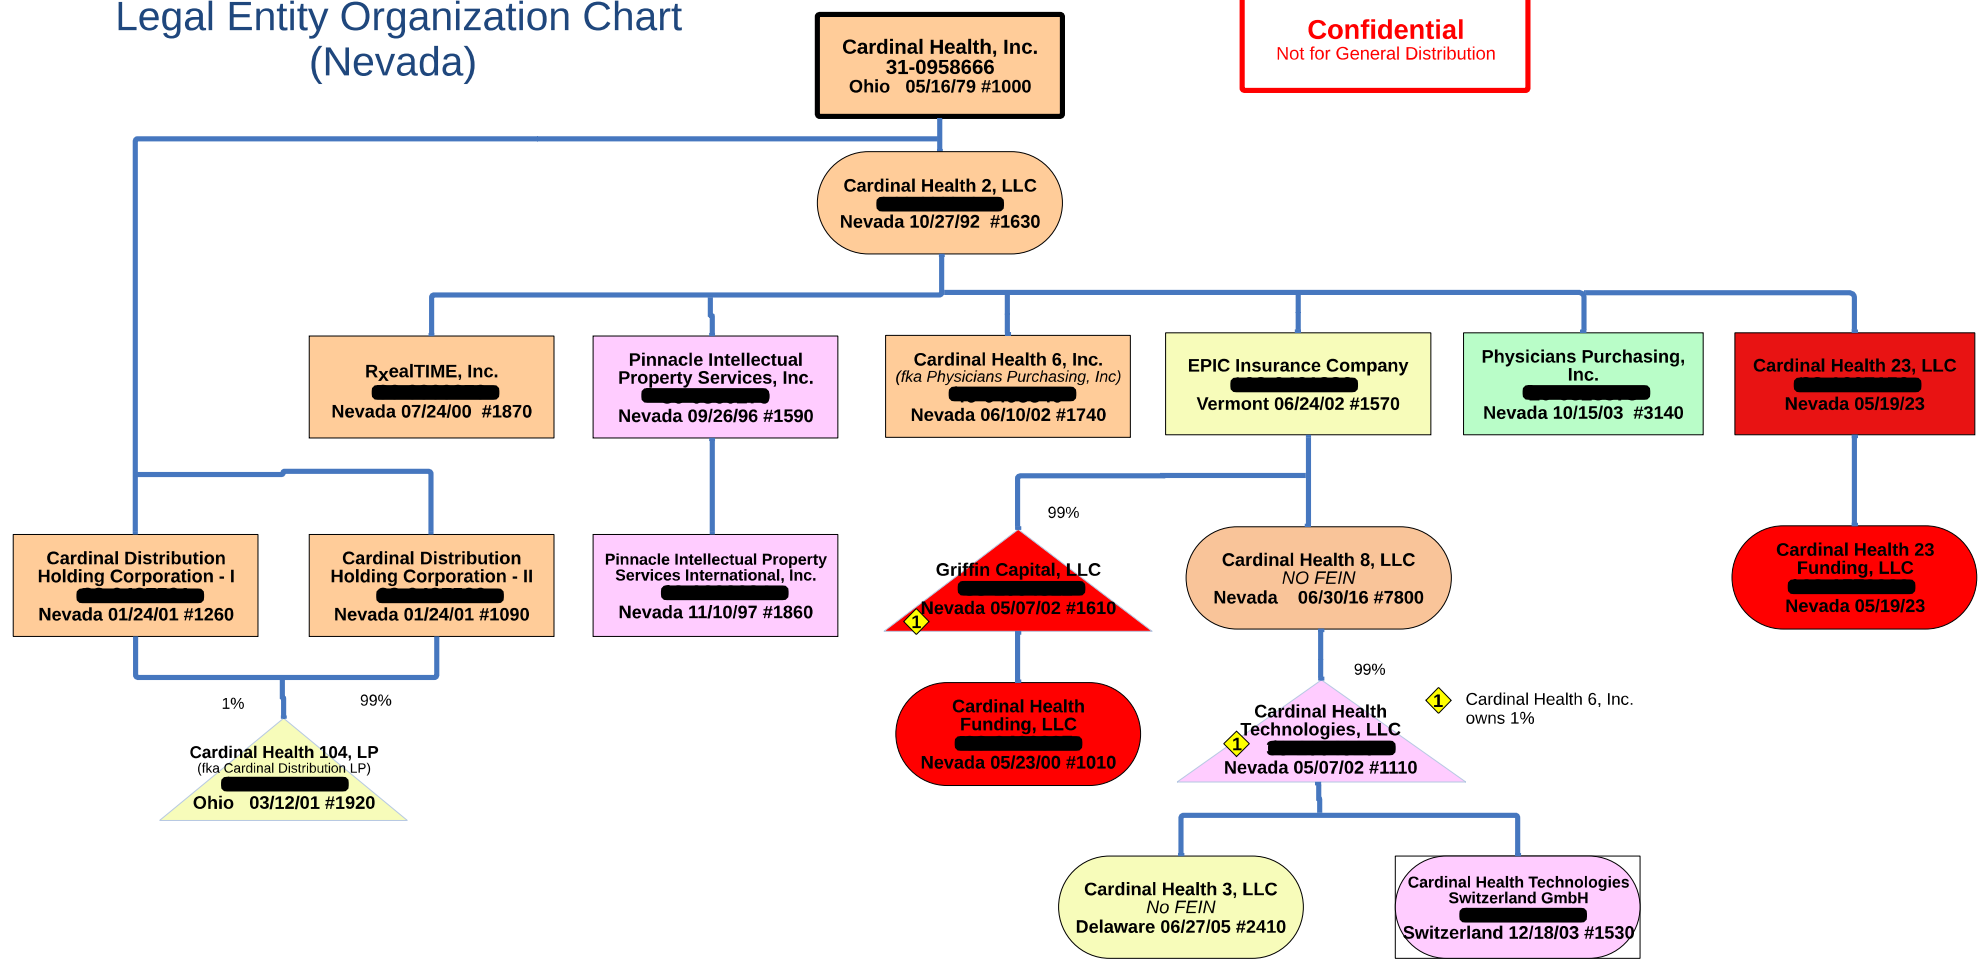 Legal Entity Organization Chart
(Nevada)
Confidential
Not for General Distribution
Cardinal Health, Inc.
31-0958666
Ohio 05/16/79 #1000
Cardinal Health 2, LLC
Nevada 10/27/92 #1630
RxealTIME, Inc.
Nevada 07/24/00 #1870
Pinnacle Intellectual
Property Services, Inc.
Nevada 09/26/96 #1590
Cardinal Health 6, Inc.
(fka Physicians Purchasing, Inc)
Nevada 06/10/02 #1740
EPIC Insurance Company
Vermont 06/24/02 #1570
Physicians Purchasing,
Inc.
Nevada 10/15/03 #3140
Cardinal Health 23, LLC
Nevada 05/19/23
Cardinal Distribution
Holding Corporation - I
Nevada 01/24/01 #1260
Cardinal Distribution
Holding Corporation - II
Nevada 01/24/01 #1090
Pinnacle Intellectual Property
Services International, Inc.
Nevada 11/10/97 #1860
99%
Griffin Capital, LLC
Nevada 05/07/02 #1610
1
Cardinal Health 8, LLC
NO FEIN
Nevada 06/30/16 #7800
Cardinal Health 23
Funding, LLC
Nevada 05/19/23
1%
99%
Cardinal Health 104, LP
(fka Cardinal Distribution LP)
Ohio 03/12/01 #1920
Cardinal Health
Funding, LLC
Nevada 05/23/00 #1010
99%
Cardinal Health
Technologies, LLC
1
Nevada 05/07/02 #1110
1
Cardinal Health 6, Inc.
owns 1%
Cardinal Health 3, LLC
No FEIN
Delaware 06/27/05 #2410
Cardinal Health Technologies
Switzerland GmbH
Switzerland 12/18/03 #1530